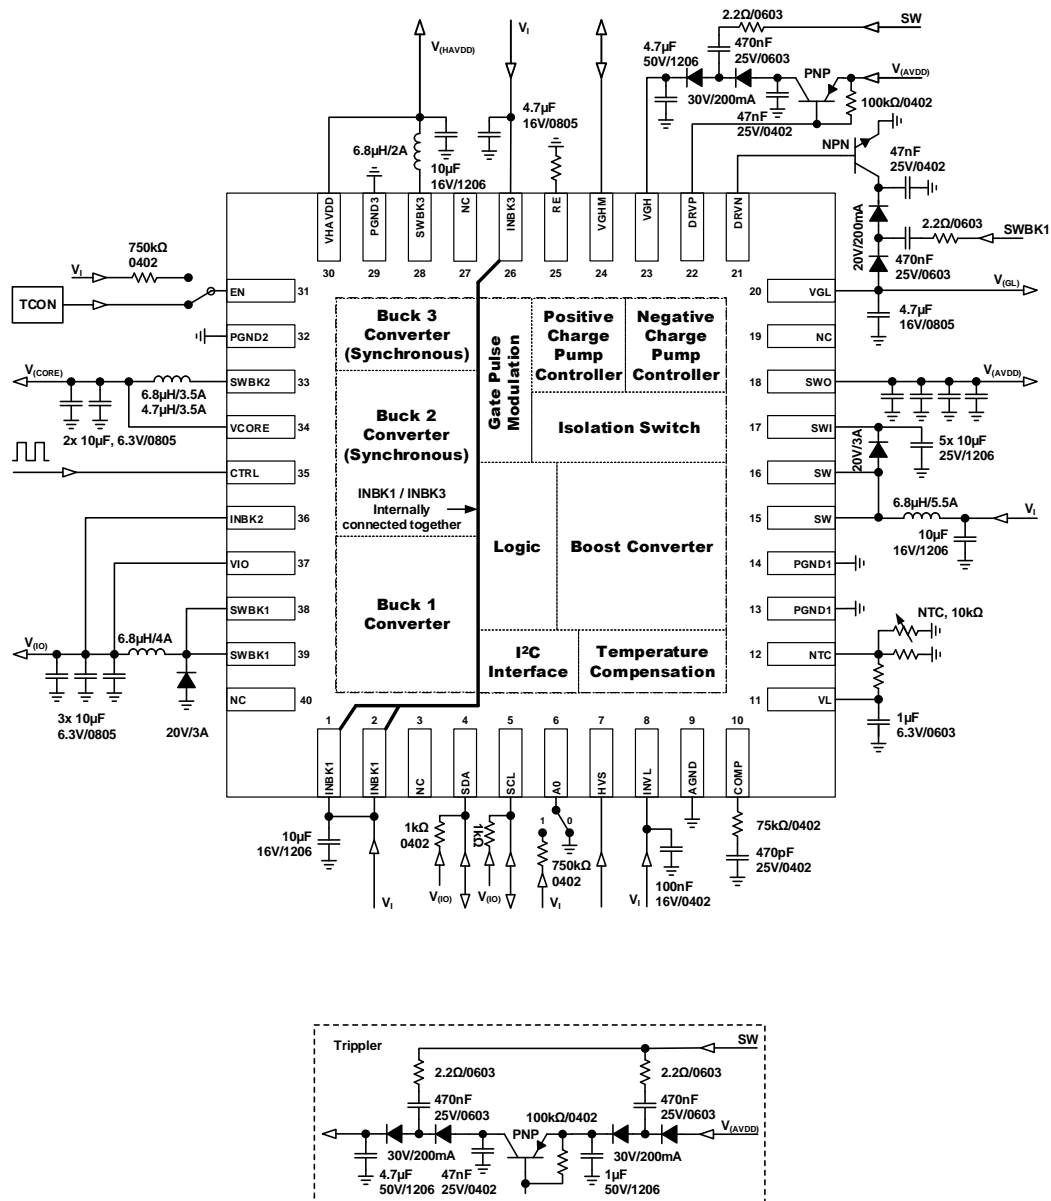 2.2Ω/0603
SW
V(HAVDD)
VI
4.7µF
50V/1206
470nF
25V/0603
PNP
V(AVDD)
30V/200mA
100kΩ/0402
47nF
25V/0402
4.7µF
16V/0805
6.8µH/2A
10µF
16V/1206
NPN
47nF
25V/0402
VHAVDD
PGND3
SWBK3
NC
INBK3
RE
VGHM
VGH
DRVP
DRVN
30
29
28
27
26
25
24
23
22
21
20V/200mA
2.2Ω/0603
SWBK1
470nF
25V/0603
750kΩ
0402
VI
TCON
EN
31
PGND2
32
V(CORE)
SWBK2
33
6.8µH/3.5A
4.7µH/3.5A
VCORE
34
2x 10µF, 6.3V/0805
CTRL
35
INBK2
36
VIO
37
SWBK1
38
V(IO)
6.8µH/4A
SWBK1
39
NC
40
3x 10µF
6.3V/0805
20V/3A
Buck 3
Converter
(Synchronous)
Buck 2
Converter
(Synchronous)
INBK1 / INBK3
Internally
connected together
Buck 1
Converter
Gate Pulse
Modulation
Positive
Charge
Pump
Controller
Negative
Charge
Pump
Controller
Isolation Switch
Logic
Boost Converter
I²C
Interface
Temperature
Compensation
20
VGL
V(GL)
4.7µF
16V/0805
19
NC
18
SWO
V(AVDD)
17
SWI
5x 10µF
25V/1206
20V/3A
16
SW
15
SW
6.8µH/5.5A
VI
10µF
16V/1206
14
PGND1
13
PGND1
NTC, 10kΩ
12
NTC
11
VL
1µF
6.3V/0603
1
2
3
4
5
6
7
8
9
10
INBK1
INBK1
NC
SDA
SCL
A0
HVS
INVL
AGND
COMP
10µF
16V/1206
VI
1kΩ
0402
V(IO)
1kΩ
V(IO)
1
0
750kΩ
0402
VI
VI
100nF
16V/0402
75kΩ/0402
470pF
25V/0402
Trippler
SW
2.2Ω/0603
2.2Ω/0603
470nF
25V/0603
470nF
25V/0603
100kΩ/0402
PNP
V(AVDD)
30V/200mA
30V/200mA
4.7µF
50V/1206
47nF
25V/0402
1µF
50V/1206